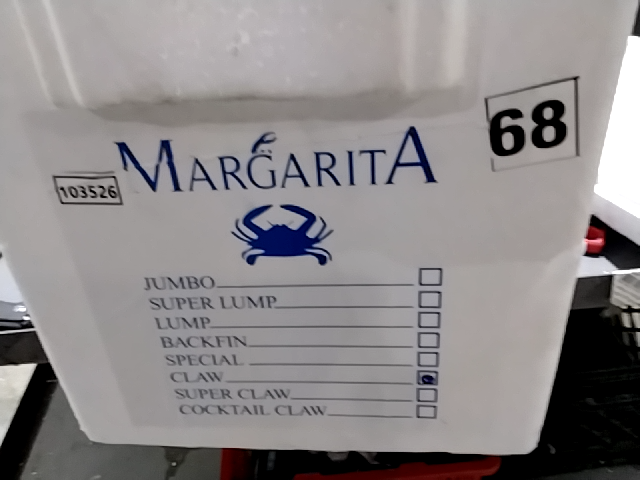 68
MARGARITA
103526
JUMBO
SUPER LUMP
LUMP
BACKFIN
SPECIAL
CLAW
SUPER CLAW
COCKTAIL CLAW